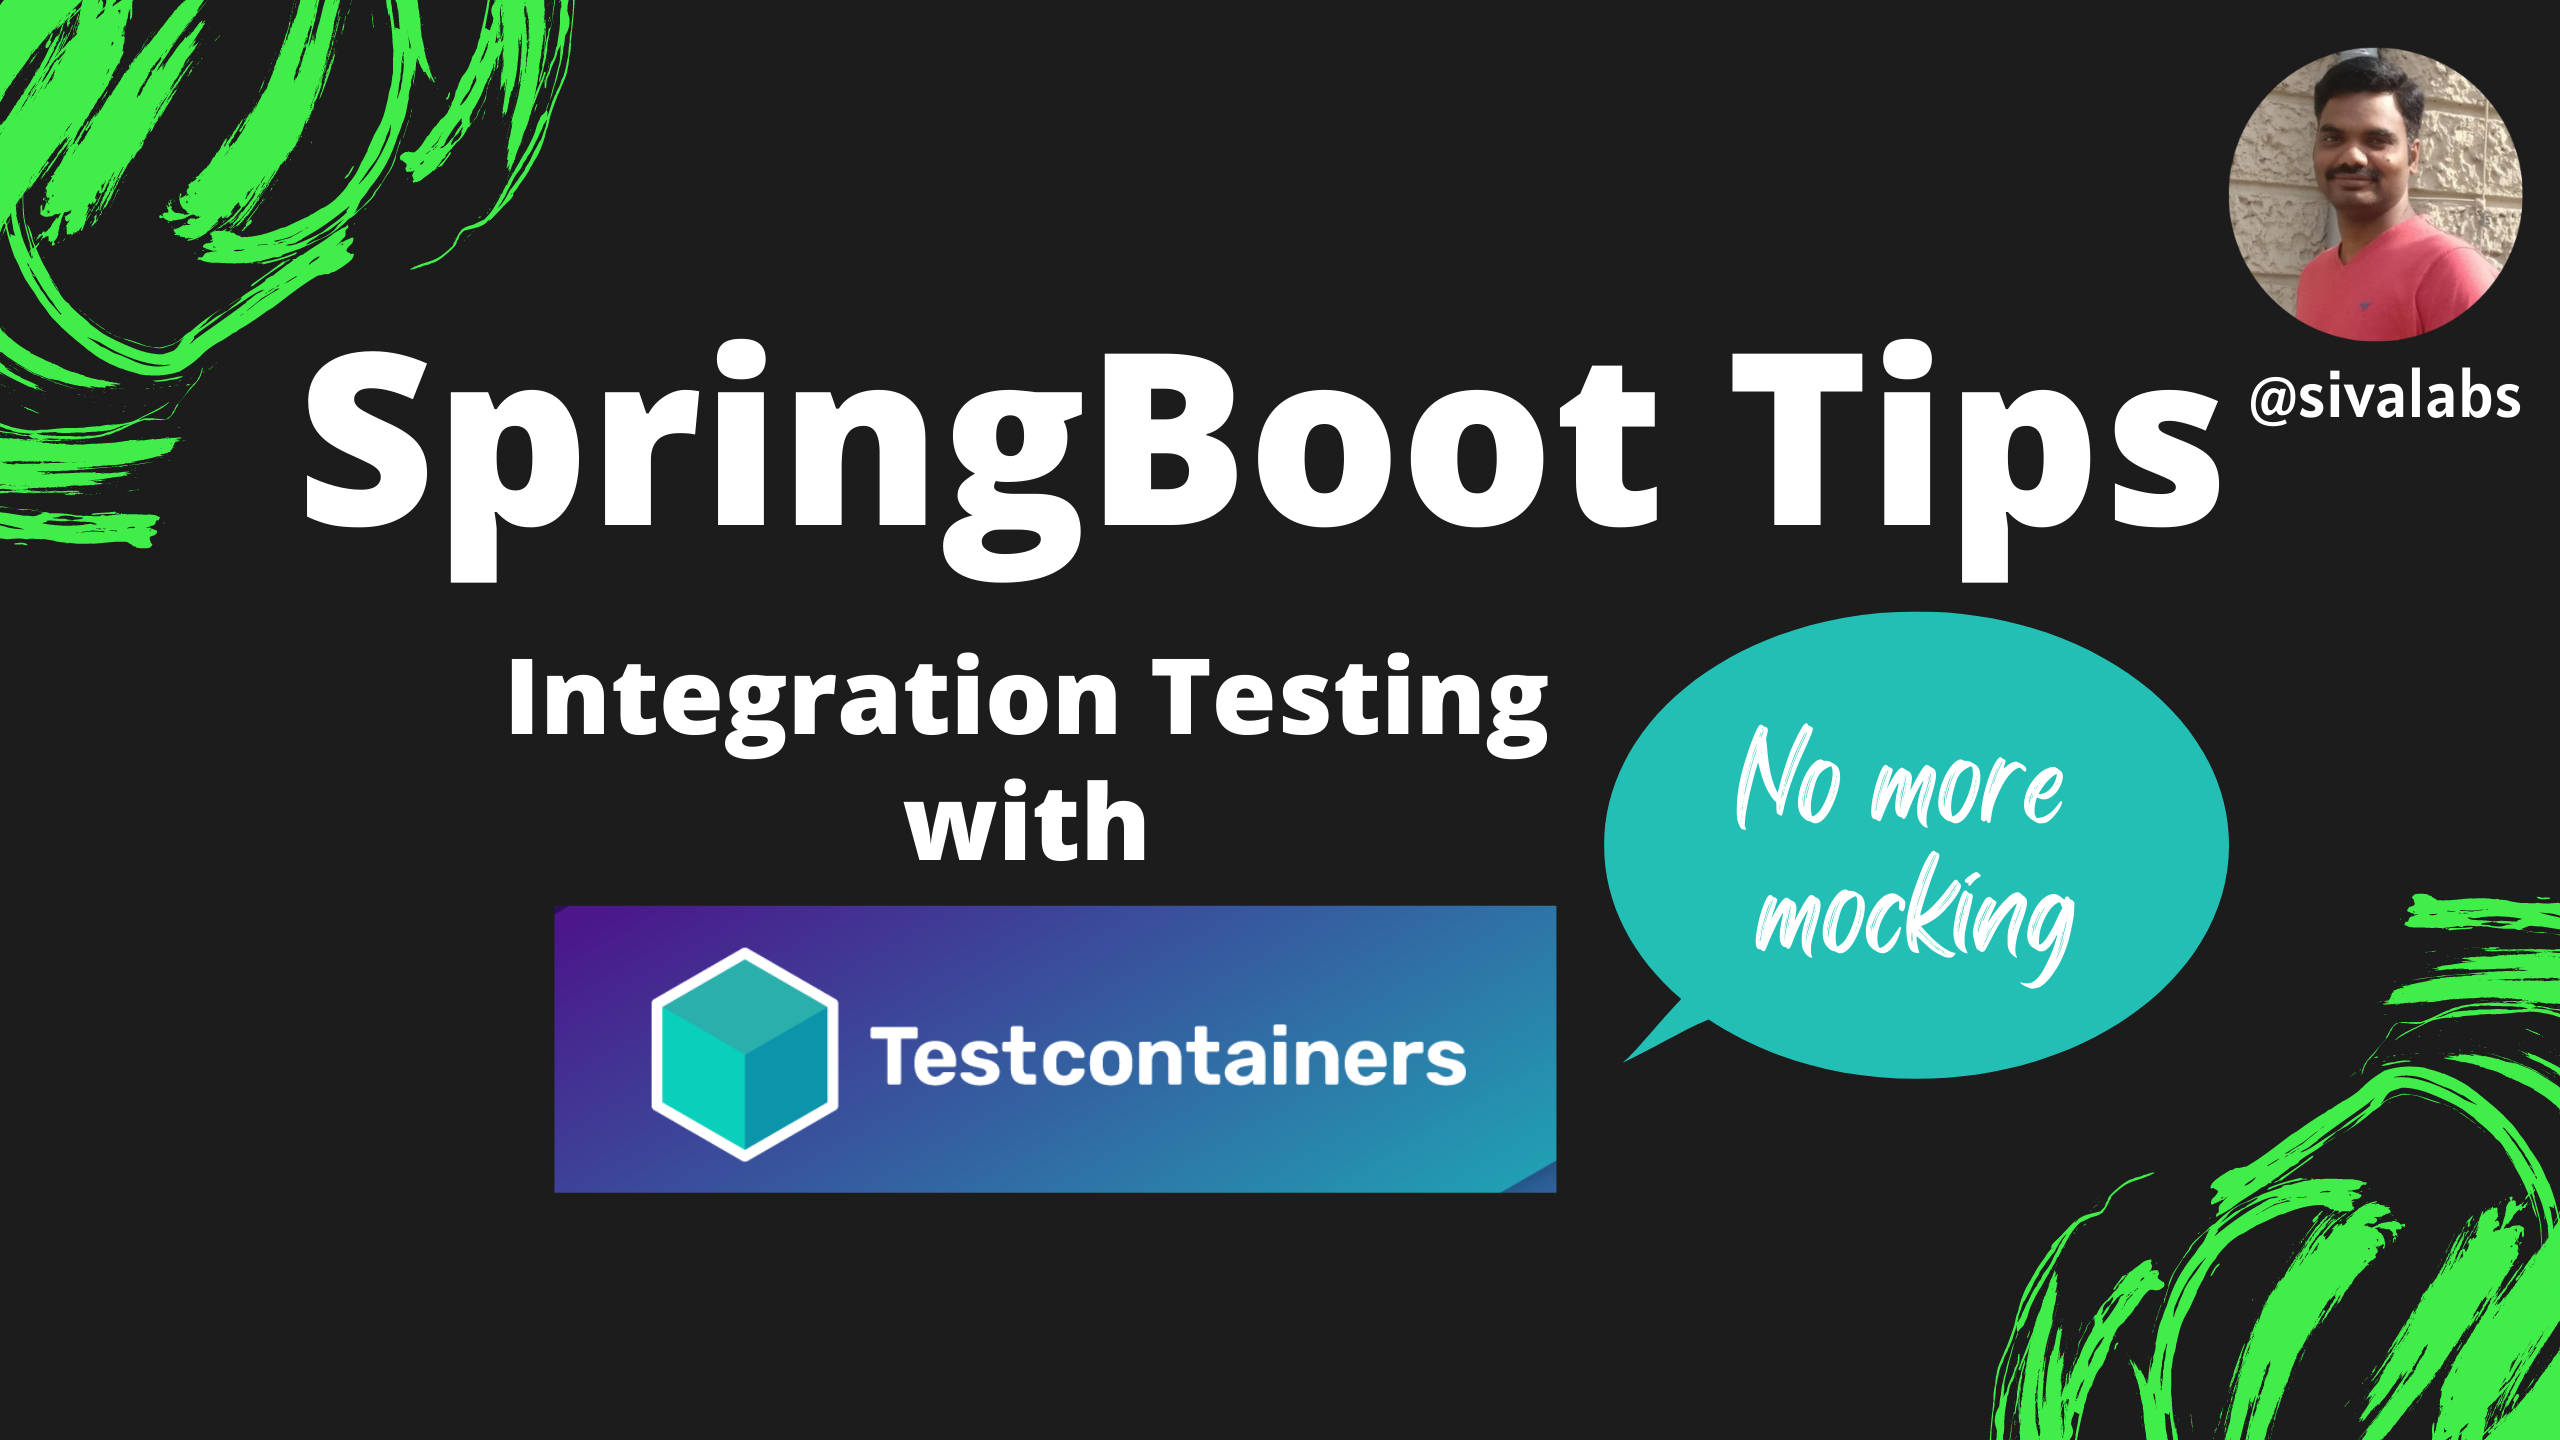 SpringBoot Tips
@sivalabs
Integration Testing
with
Testcontainers
No more
mocking